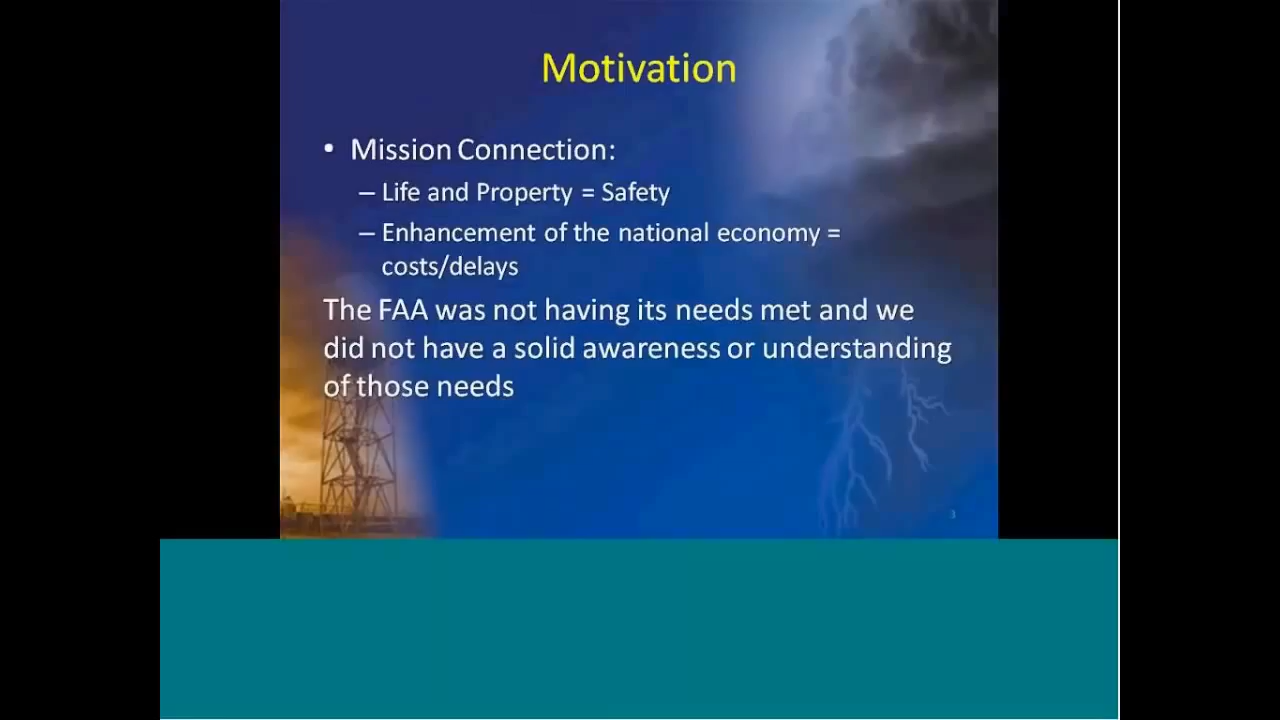 Motivation
• Mission Connection:
– Life and Property = Safety
– Enhancement of the national economy =
costs/delays
The FAA was not having its needs met and we
did not have a solid awareness or understanding
of those needs
3